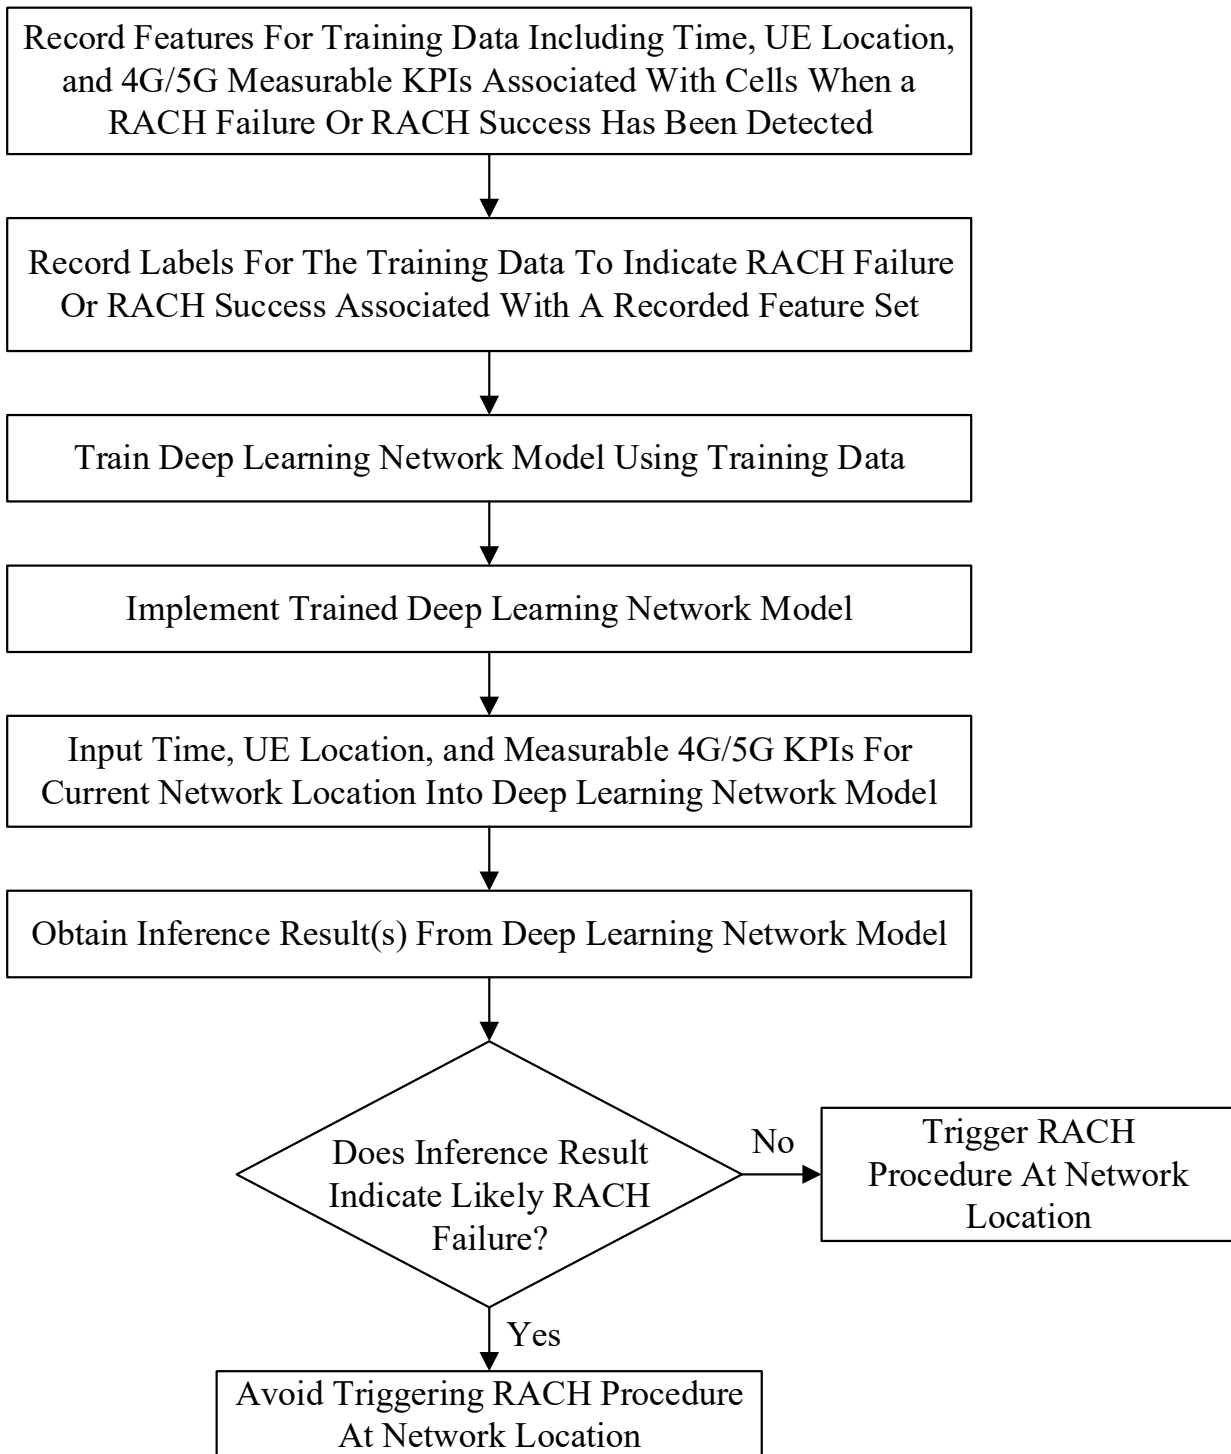 Record Features For Training Data Including Time, UE Location,
and 4G/5G Measurable KPIs Associated With Cells When a
RACH Failure Or RACH Success Has Been Detected
Record Labels For The Training Data To Indicate RACH Failure
Or RACH Success Associated With A Recorded Feature Set
Train Deep Learning Network Model Using Training Data
Implement Trained Deep Learning Network Model
Input Time, UE Location, and Measurable 4G/5G KPIs For
Current Network Location Into Deep Learning Network Model
Obtain Inference Result(s) From Deep Learning Network Model
Does Inference Result
Indicate Likely RACH
Failure?
No
Trigger RACH
Procedure At Network
Location
Yes
Avoid Triggering RACH Procedure
At Network Location